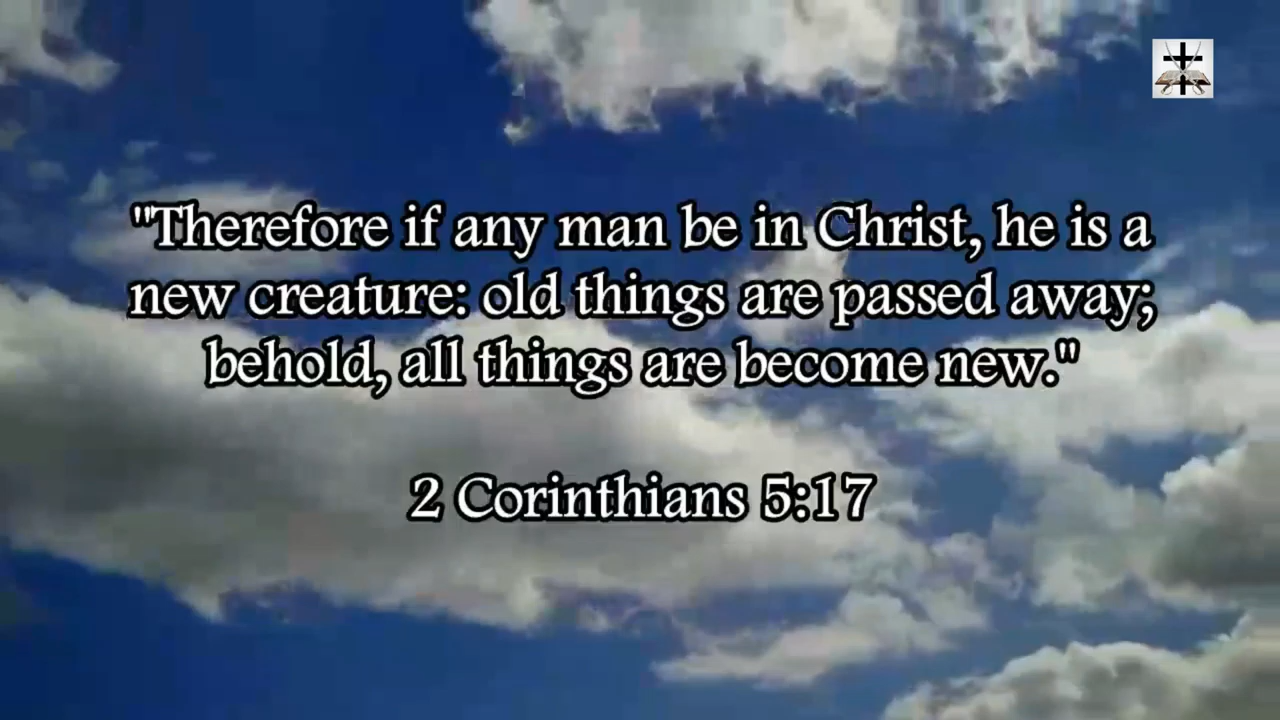 "Therefore if any man be in Christ, he is a
new creature: old things are passed away;
behold, all things are become new."
2 Corinthians 5:17